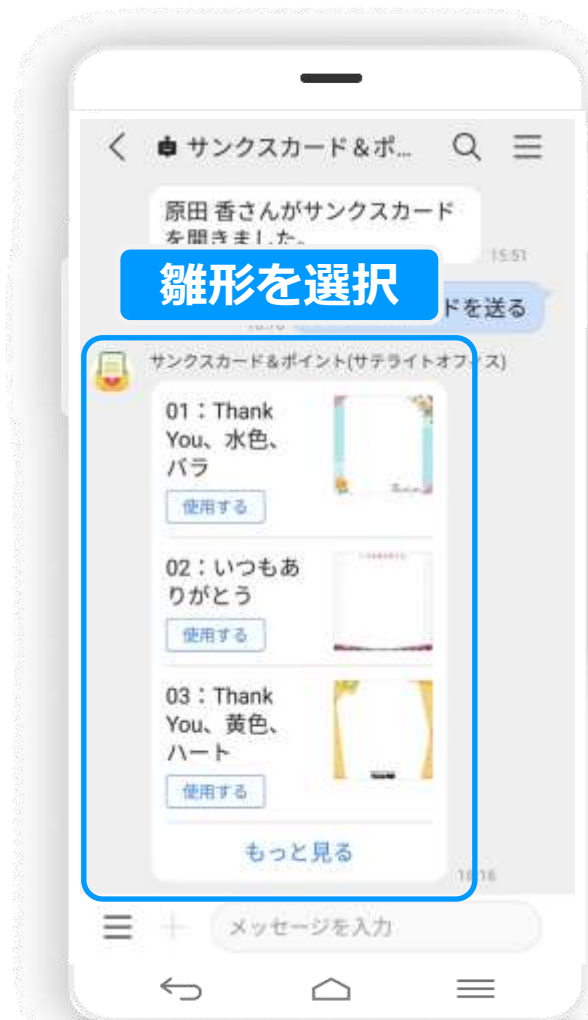 サンクスカード＆ポ...
原田 香さんがサンクスカード
を開きました。
15:51
雛形を選択
ドを送る
サンクスカード&ポイント(サテライトオフィス)
01：Thank
You、水色、
バラ
使用する
02：いつもあ
りがとう
使用する
03：Thank
You、黄色、
ハート
使用する
もっと見る
16:16
メッセージを入力